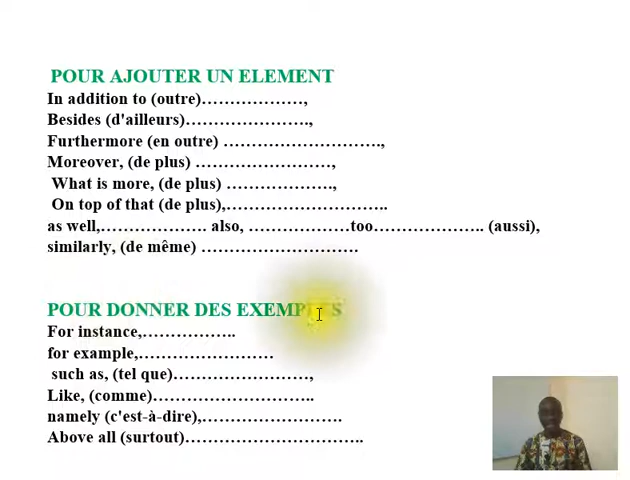 POUR AJOUTER UN ELEMENT
In addition to (outre)………………,
Besides (d'ailleurs)………………….,
Furthermore (en outre) ……………………….,
Moreover, (de plus) ……………………,
What is more, (de plus) ……………….,
On top of that (de plus),………………………..
as well,………………. also, ………………too……………….. (aussi),
similarly, (de même) ……………………….
POUR DONNER DES EXEMPLES
For instance,……………..
for example,……………………
such as, (tel que)……………………,
Like, (comme)………………………..
namely (c'est-à-dire),…………………….
Above all (surtout)…………………………..